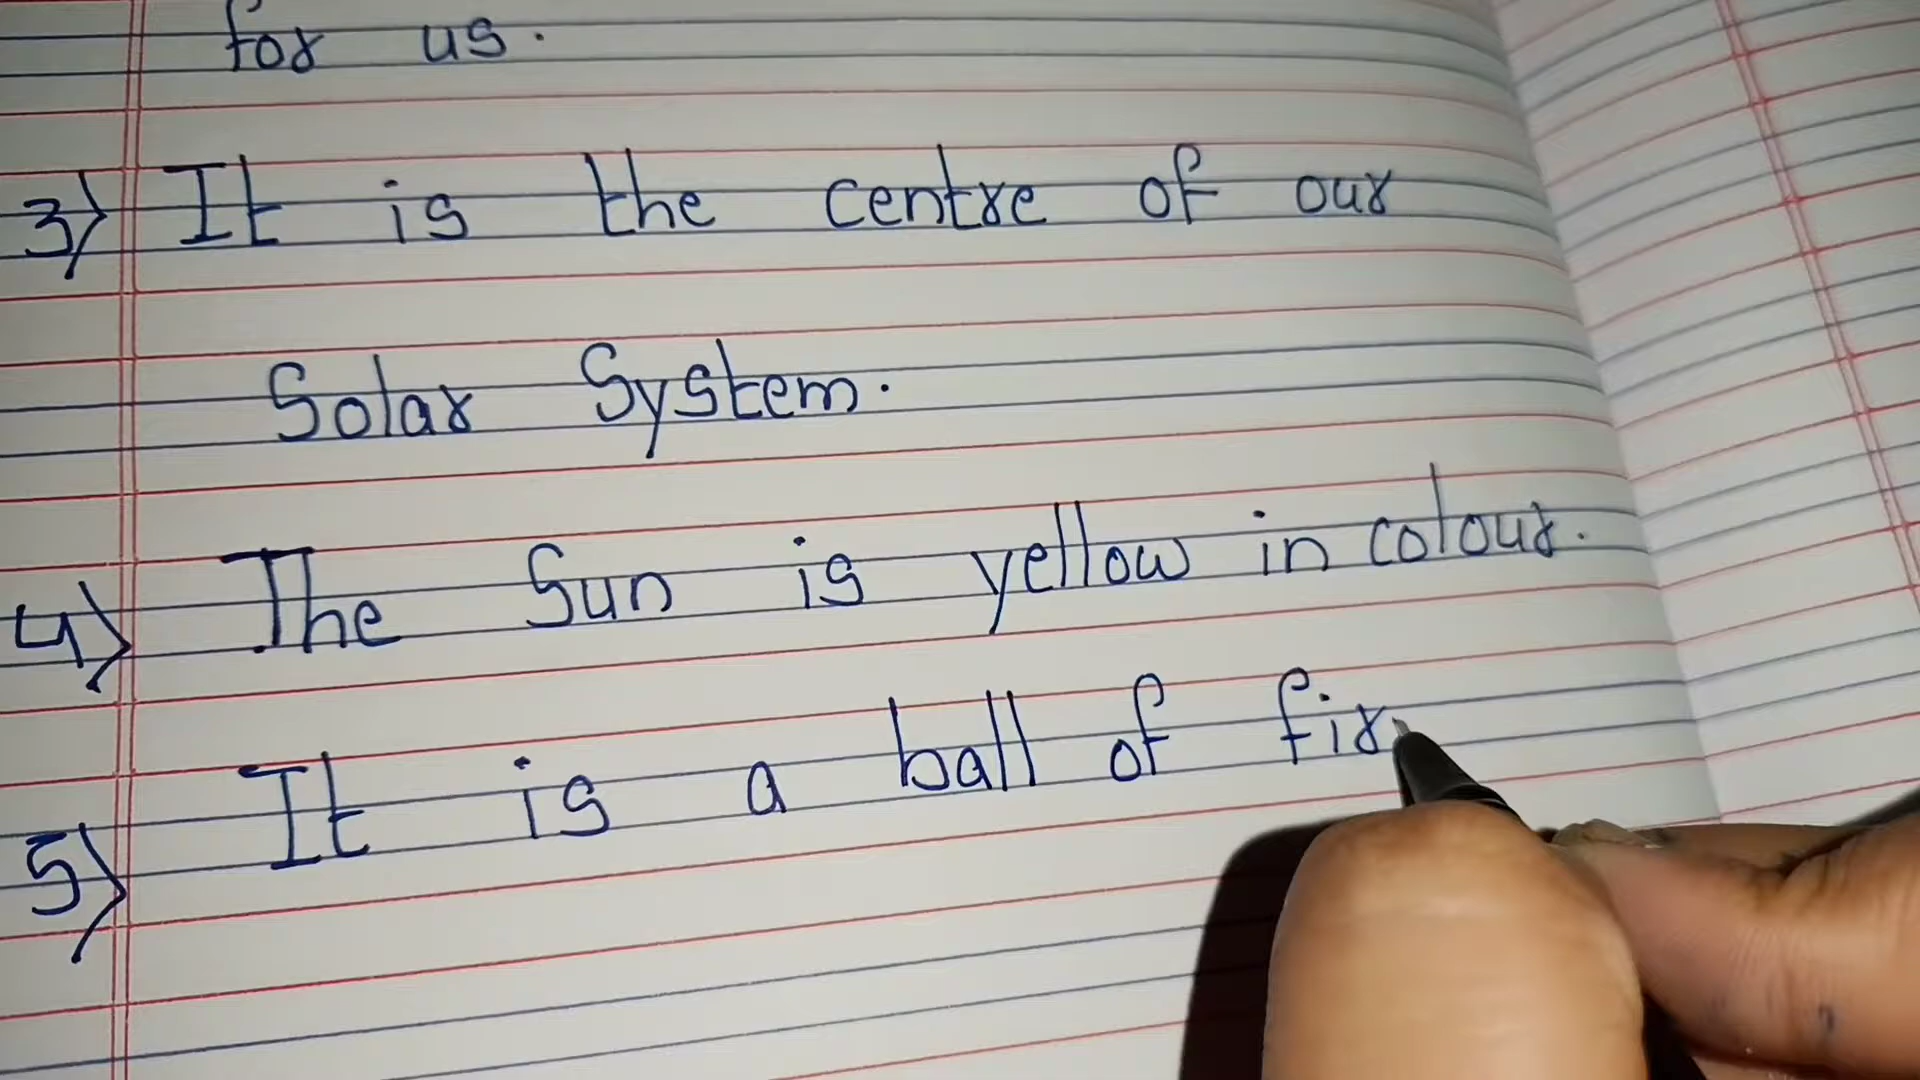 for us.
3) It is the centre of our
Solar System.
4) The Sun is yellow in colour.
5) It is a ball of fir